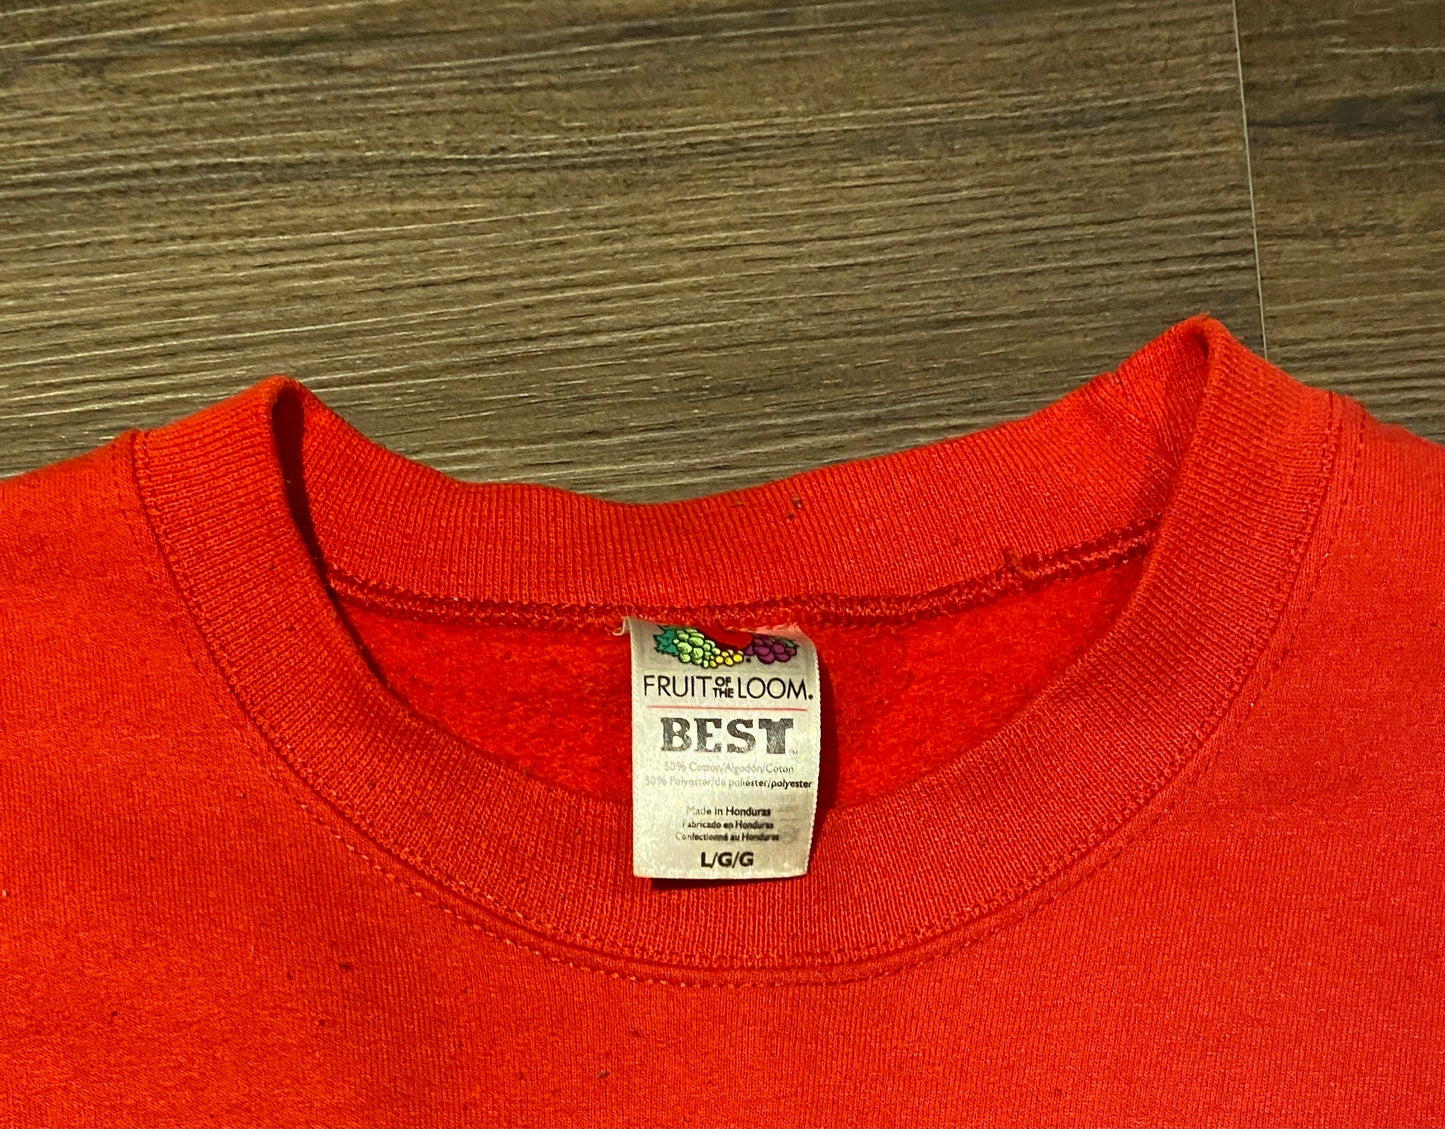 FRUIT OF THE LOOM®
BEST™
50% Cotton/Algodón/Coton
50% Polyester/de poliéster/polyester
Made in Honduras
Fabricado en Honduras
Confectionné au Honduras
L/G/G